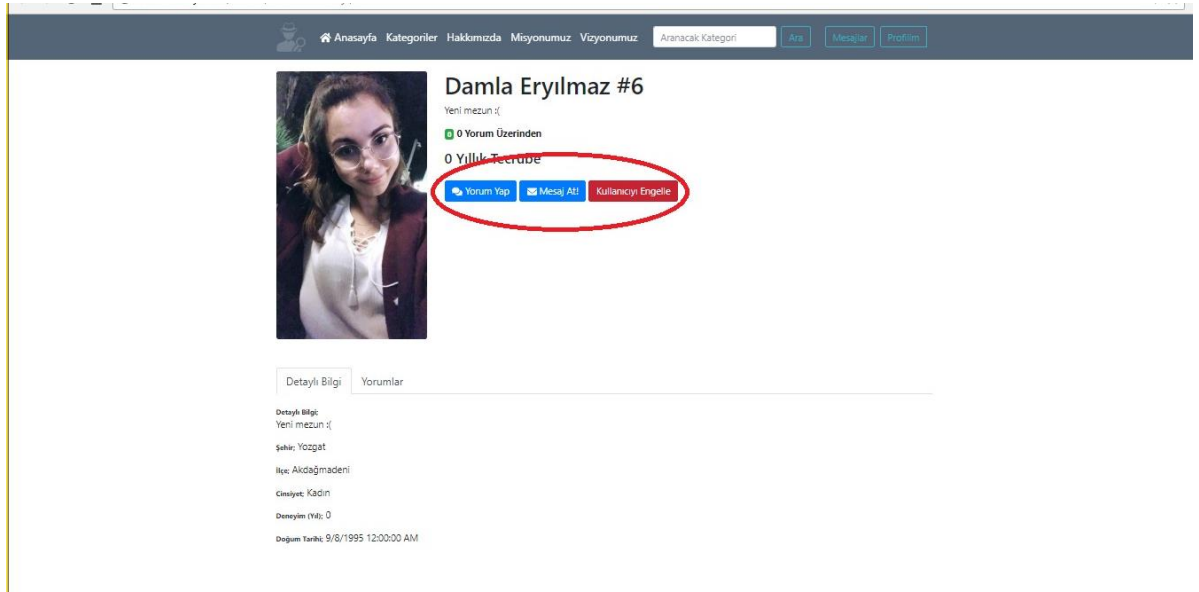 Anasayfa Kategoriler Hakkımızda Misyonumuz Vizyonumuz Aranacak Kategori Ara Mesajlar Profilim
Damla Eryılmaz #6
Yeni mezun :(
0 0 Yorum Üzerinden
0 Yıllık Tecrübe
Yorum Yap Mesaj At! Kullanıcıyı Engelle
Detaylı Bilgi Yorumlar
Detaylı Bilgi;
Yeni mezun :(
Şehir; Yozgat
İlçe; Akdağmadeni
Cinsiyet; Kadın
Deneyim (Yıl); 0
Doğum Tarihi; 9/8/1995 12:00:00 AM